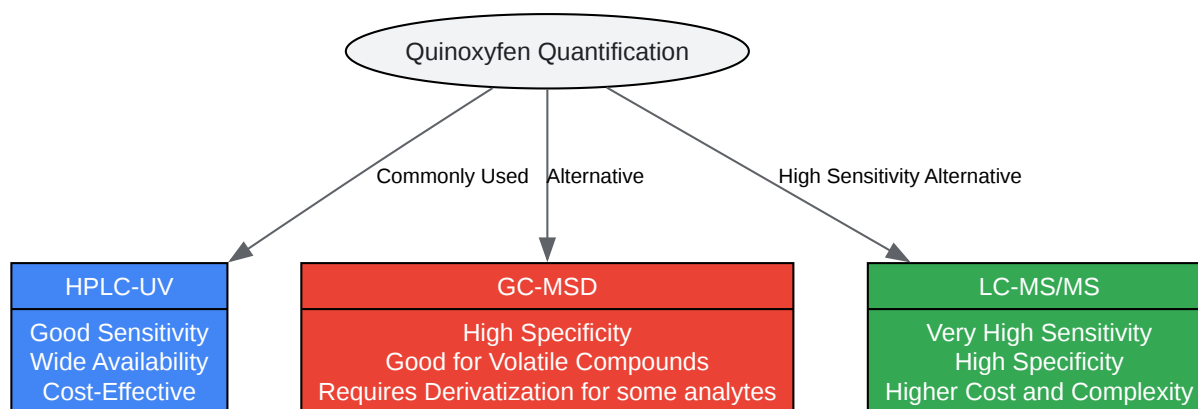 Quinoxyfen Quantification
Commonly Used
Alternative
High Sensitivity Alternative
HPLC-UV
Good Sensitivity
Wide Availability
Cost-Effective
GC-MSD
High Specificity
Good for Volatile Compounds
Requires Derivatization for some analytes
LC-MS/MS
Very High Sensitivity
High Specificity
Higher Cost and Complexity